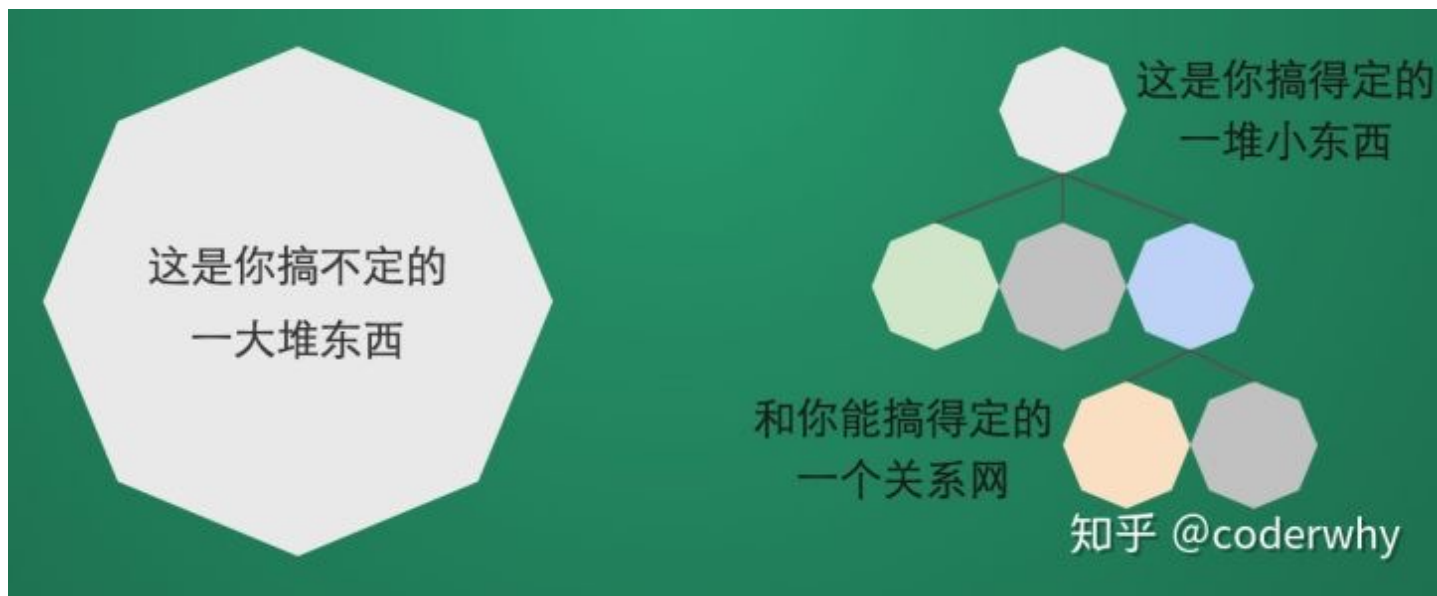 这是你搞不定的
一大堆东西
这是你搞得定的
一堆小东西
和你能搞得定的
一个关系网
知乎 @coderwhy